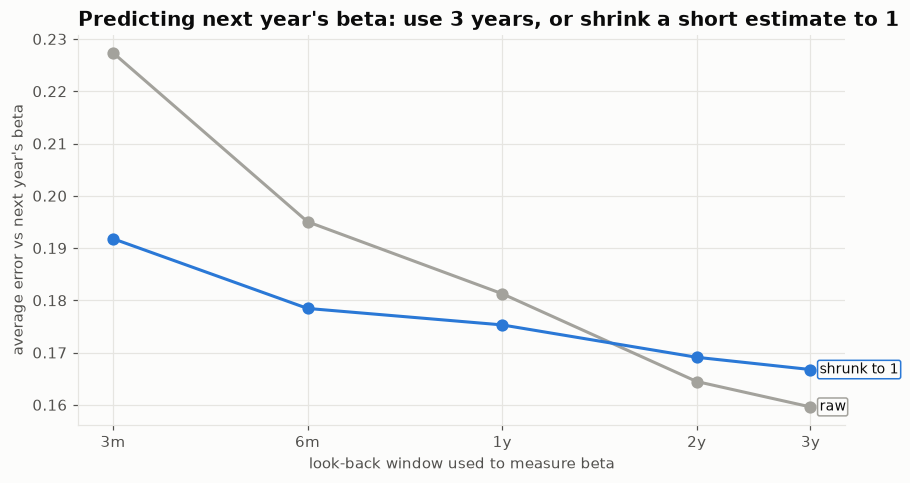 Predicting next year's beta: use 3 years, or shrink a short estimate to 1
average error vs next year's beta
0.23
0.22
0.21
0.20
0.19
0.18
0.17
0.16
shrunk to 1
raw
3m
6m
1y
2y
3y
look-back window used to measure beta